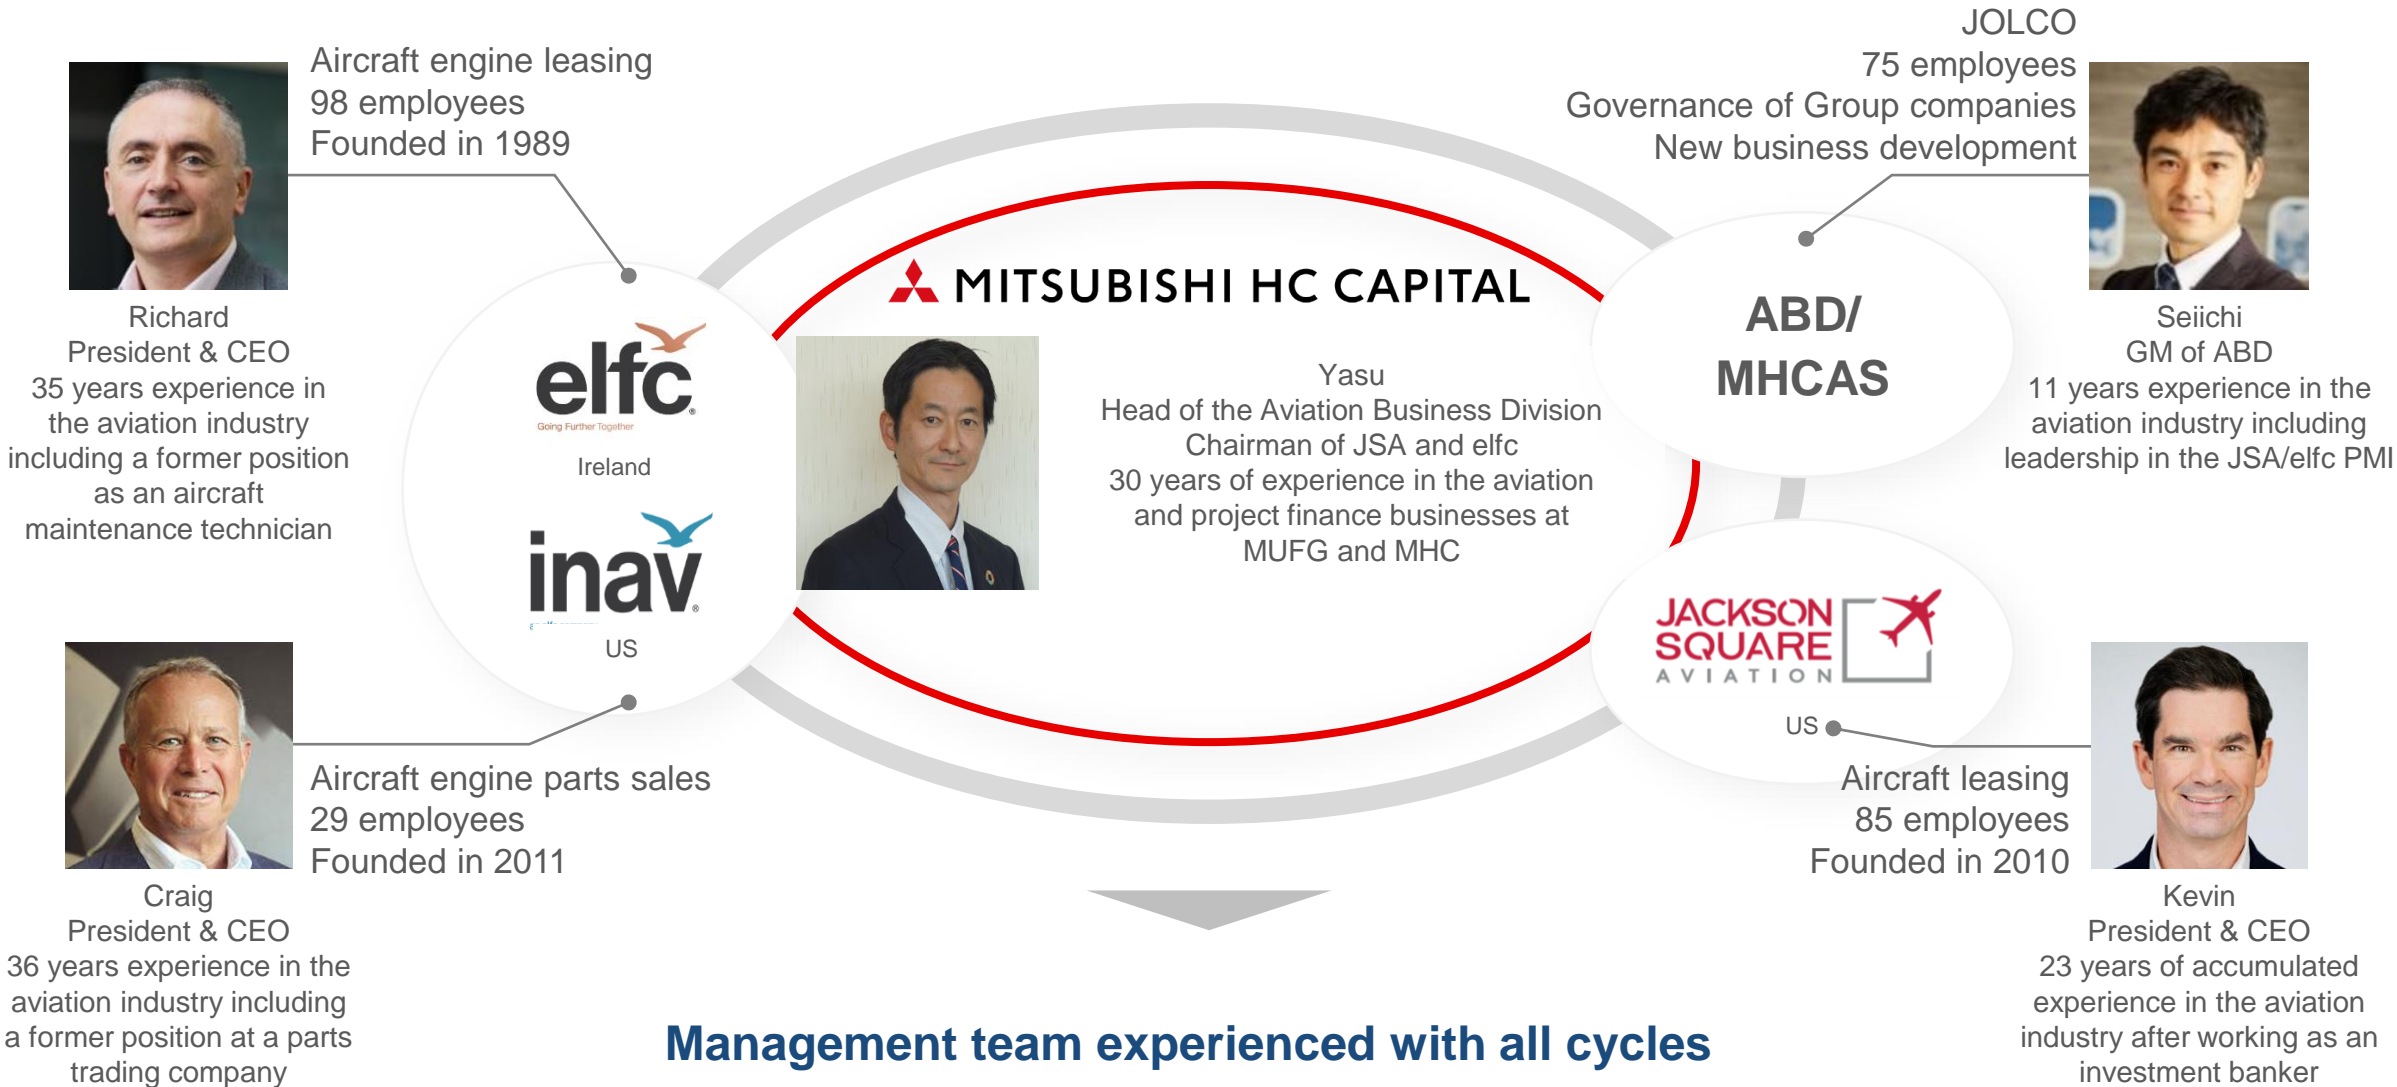 Aircraft engine leasing
98 employees
Founded in 1989
Richard
President & CEO
35 years experience in
the aviation industry
including a former position
as an aircraft
maintenance technician
JOLCO
75 employees
Governance of Group companies
New business development
Seiichi
GM of ABD
11 years experience in the
aviation industry including
leadership in the JSA/elfc PMI
MITSUBISHI HC CAPITAL
Yasu
Head of the Aviation Business Division
Chairman of JSA and elfc
30 years of experience in the aviation
and project finance businesses at
MUFG and MHC
elfc®
Going Further Together
Ireland
inav®
US
ABD/
MHCAS
JACKSON
SQUARE
AVIATION
US
Aircraft engine parts sales
29 employees
Founded in 2011
Craig
President & CEO
36 years experience in the
aviation industry including
a former position at a parts
trading company
Aircraft leasing
85 employees
Founded in 2010
Kevin
President & CEO
23 years of accumulated
experience in the aviation
industry after working as an
investment banker
Management team experienced with all cycles